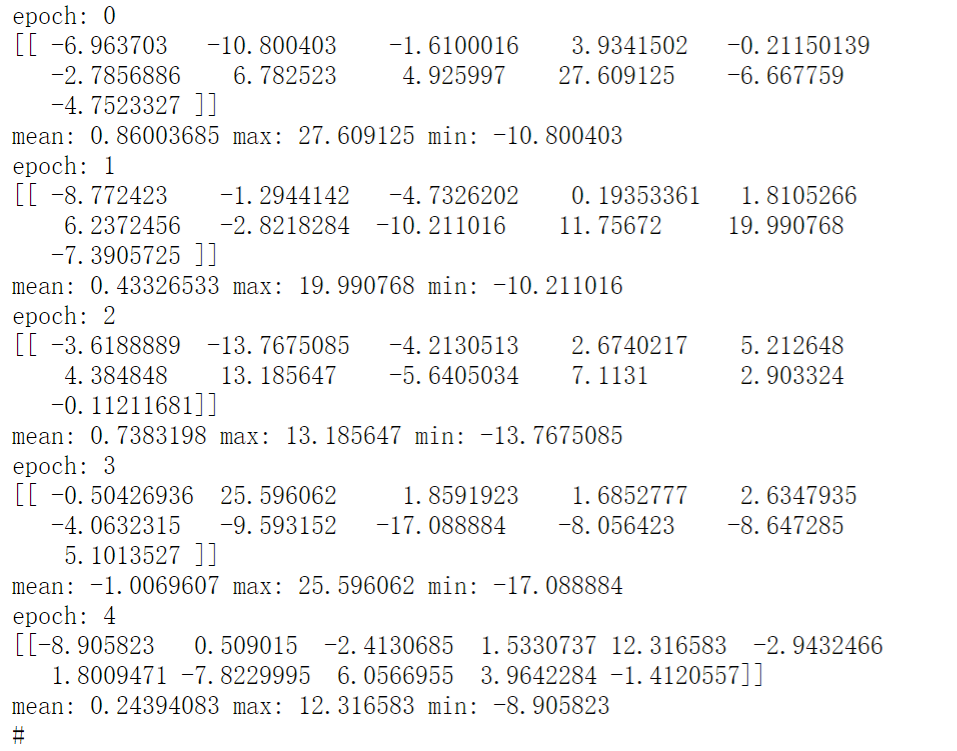 epoch: 0
[[ -6.963703   -10.800403    -1.6100016    3.9341502   -0.21150139
   -2.7856886    6.782523     4.925997    27.609125    -6.667759
   -4.7523327 ]]
mean: 0.86003685 max: 27.609125 min: -10.800403
epoch: 1
[[ -8.772423    -1.2944142   -4.7326202    0.19353361   1.8105266
    6.2372456   -2.8218284  -10.211016    11.75672     19.990768
   -7.3905725 ]]
mean: 0.43326533 max: 19.990768 min: -10.211016
epoch: 2
[[ -3.6188889  -13.7675085   -4.2130513    2.6740217    5.212648
    4.384848    13.185647    -5.6405034    7.1131       2.903324
   -0.11211681]]
mean: 0.7383198 max: 13.185647 min: -13.7675085
epoch: 3
[[ -0.50426936  25.596062     1.8591923    1.6852777    2.6347935
   -4.0632315   -9.593152   -17.088884    -8.056423    -8.647285
    5.1013527 ]]
mean: -1.0069607 max: 25.596062 min: -17.088884
epoch: 4
[[-8.905823   0.509015  -2.4130685  1.5330737 12.316583  -2.9432466
   1.8009471 -7.8229995  6.0566955  3.9642284 -1.4120557]]
mean: 0.24394083 max: 12.316583 min: -8.905823
#